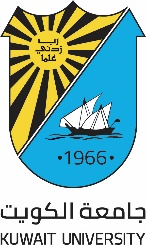 رب
زدني
علما
• 1966 •
جامعة الكويت
KUWAIT UNIVERSITY